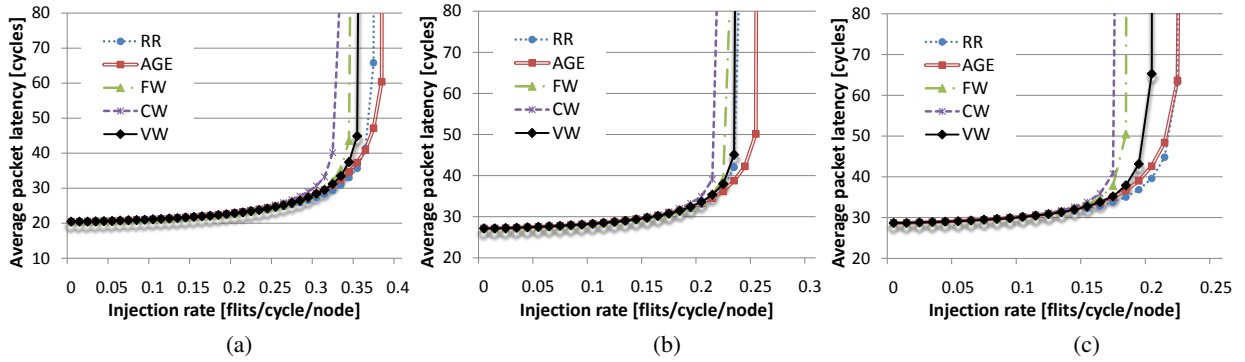 Average packet latency [cycles]
80
70
60
50
40
30
20
10
RR
AGE
FW
CW
VW
0 0.05 0.1 0.15 0.2 0.25 0.3 0.35 0.4
Injection rate [flits/cycle/node]
(a)
Average packet latency [cycles]
80
70
60
50
40
30
20
RR
AGE
FW
CW
VW
0 0.05 0.1 0.15 0.2 0.25 0.3
Injection rate [flits/cycle/node]
(b)
Average packet latency [cycles]
80
70
60
50
40
30
20
RR
AGE
FW
CW
VW
0 0.05 0.1 0.15 0.2 0.25
Injection rate [flits/cycle/node]
(c)